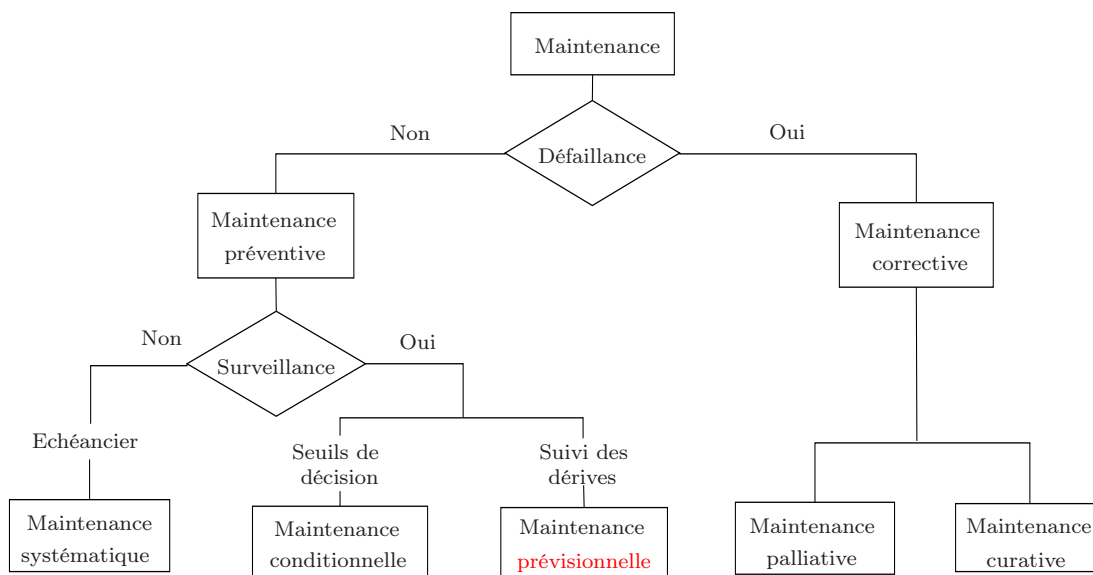 Maintenance
Non
Oui
Défaillance
Maintenance
préventive
Maintenance
corrective
Non
Oui
Surveillance
Echéancier
Seuils de
décision
Suivi des
dérives
Maintenance
systématique
Maintenance
conditionnelle
Maintenance
prévisionnelle
Maintenance
palliative
Maintenance
curative